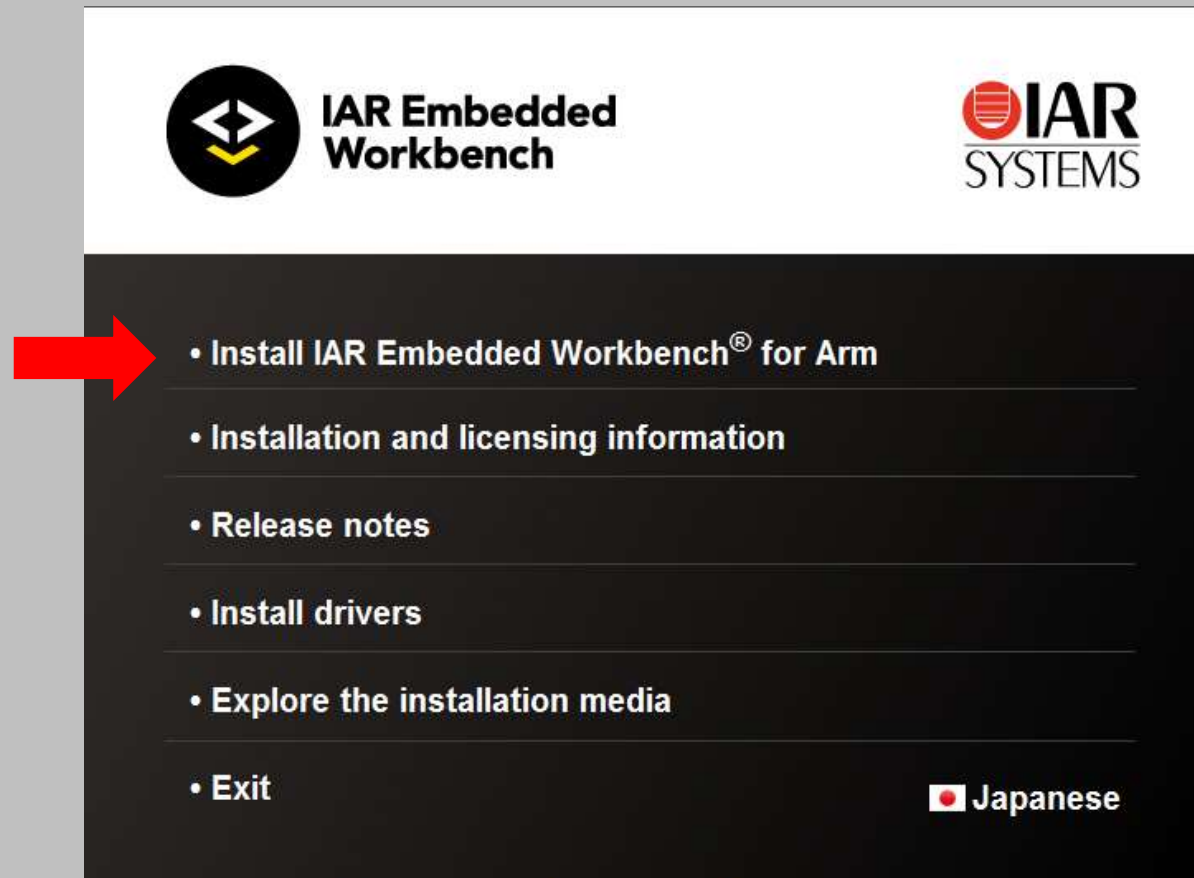 IAR Embedded
Workbench
IAR
SYSTEMS
• Install IAR Embedded Workbench® for Arm
• Installation and licensing information
• Release notes
• Install drivers
• Explore the installation media
• Exit
Japanese